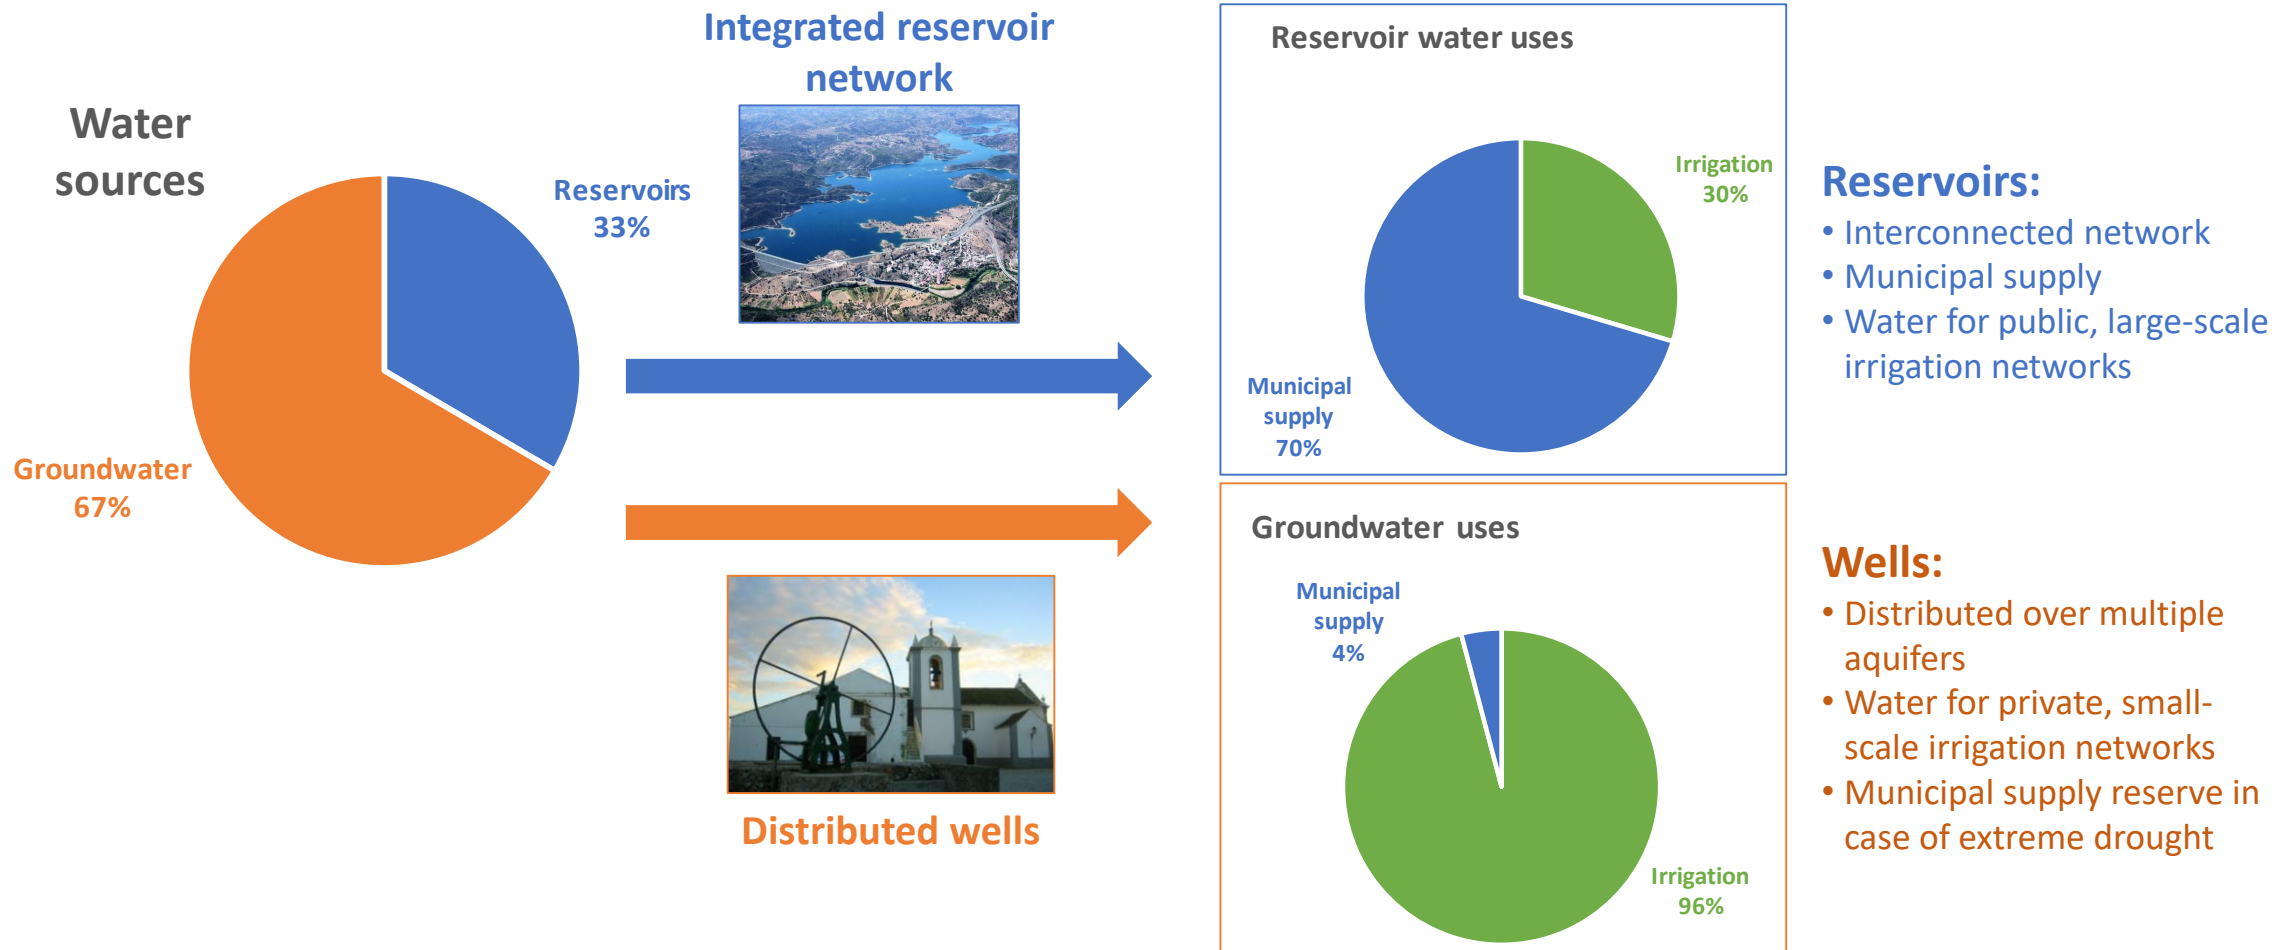 Water
sources
Reservoirs
33%
Groundwater
67%
Integrated reservoir
network
Distributed wells
Reservoir water uses
Irrigation
30%
Municipal
supply
70%
Groundwater uses
Municipal
supply
4%
Irrigation
96%
Reservoirs:
• Interconnected network
• Municipal supply
• Water for public, large-scale
irrigation networks
Wells:
• Distributed over multiple
aquifers
• Water for private, small-
scale irrigation networks
• Municipal supply reserve in
case of extreme drought